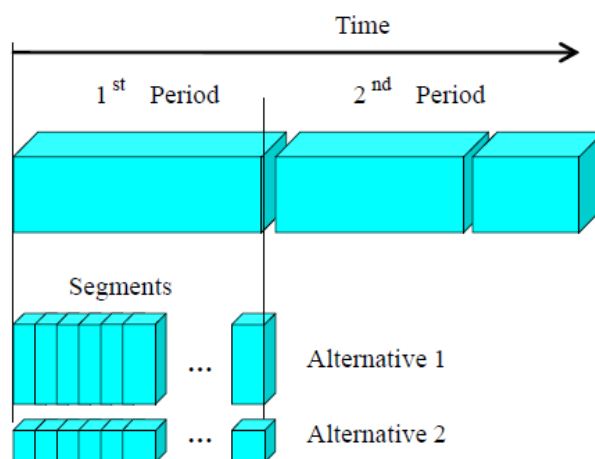 Time
1st Period
2nd Period
Segments
... Alternative 1
... Alternative 2